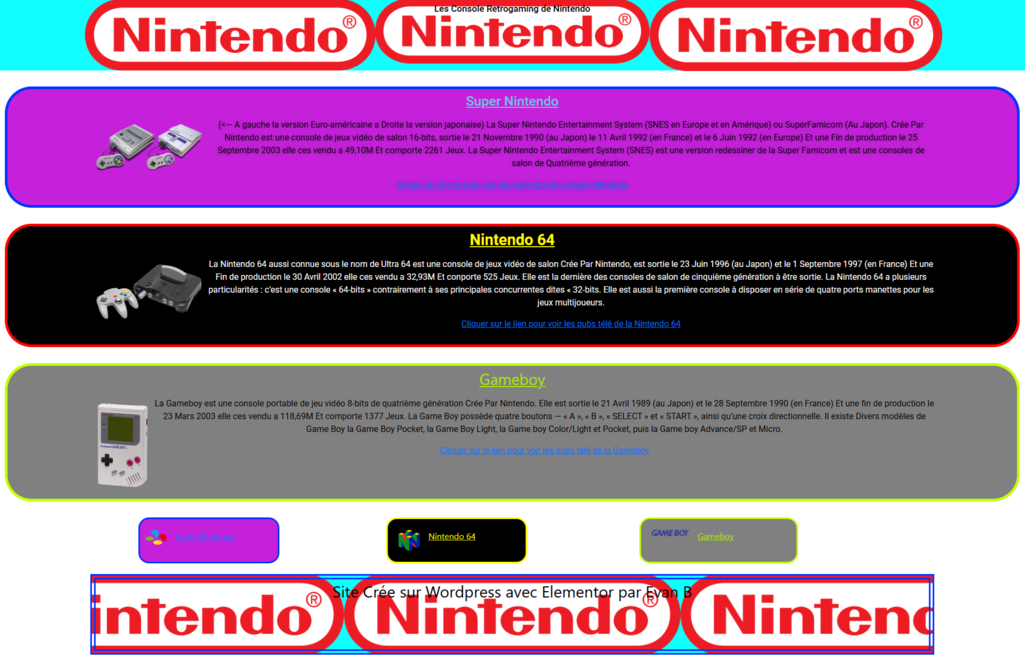 Les Console Retrogaming de Nintendo
Nintendo® Nintendo® Nintendo®
Super Nintendo
(<— A gauche la version Euro-américaine a Droite la version japonaise) La Super Nintendo Entertainment System (SNES en Europe et en Amérique) ou SuperFamicom (Au Japon). Crée Par
Nintendo est une console de jeux vidéo de salon 16-bits, sortie le 21 Novembre 1990 (au Japon) le 11 Avril 1992 (en France) et le 6 Juin 1992 (en Europe) Et une Fin de production le 25
Septembre 2003 elle ces vendu a 49,10M Et comporte 2261 Jeux. La Super Nintendo Entertainment System (SNES) est une version redessiner de la Super Famicom et est une consoles de
salon de Quatrième génération.
Cliquer sur le lien pour voir les pubs télé de la Super Nintendo
Nintendo 64
La Nintendo 64 aussi connue sous le nom de Ultra 64 est une console de jeux vidéo de salon Crée Par Nintendo, est sortie le 23 Juin 1996 (au Japon) et le 1 Septembre 1997 (en France) Et une
Fin de production le 30 Avril 2002 elle ces vendu a 32,93M Et conporte 525 Jeux. Elle est la dernière des consoles de salon de cinquième génération à être sortie. La Nintendo 64 a plusieurs
particularités : c'est une console « 64-bits » contrairement à ses principales concurrentes dites « 32-bits. Elle est aussi la première console à disposer en série de quatre ports manettes pour les
jeux multijoueurs.
Cliquer sur le lien pour voir les pubs télé de la Nintendo 64
Gameboy
La Gameboy est une console portable de jeu vidéo 8-bits de quatrième génération Crée Par Nintendo. Elle est sortie le 21 Avril 1989 (au Japon) et le 28 Septembre 1990 (en France) Et une fin de production le
23 Mars 2003 elle ces vendu a 118,69M Et comporte 1377 Jeux. La Game Boy possède quatre boutons — « A », « B », « SELECT » et « START », ainsi qu'une croix directionnelle. Il existe Divers modèles de
Game Boy la Game Boy Pocket, la Game Boy Light, la Game boy Color/Light et Pocket, puis la Game boy Advance/SP et Micro.
Cliquer sur le lien pour voir les pubs télé de la Gameboy
Super Nintendo
Nintendo 64
GAME BOY Gameboy
Site Crée sur Wordpress avec Elementor par Evan B
intendo® Nintendo® Nintend